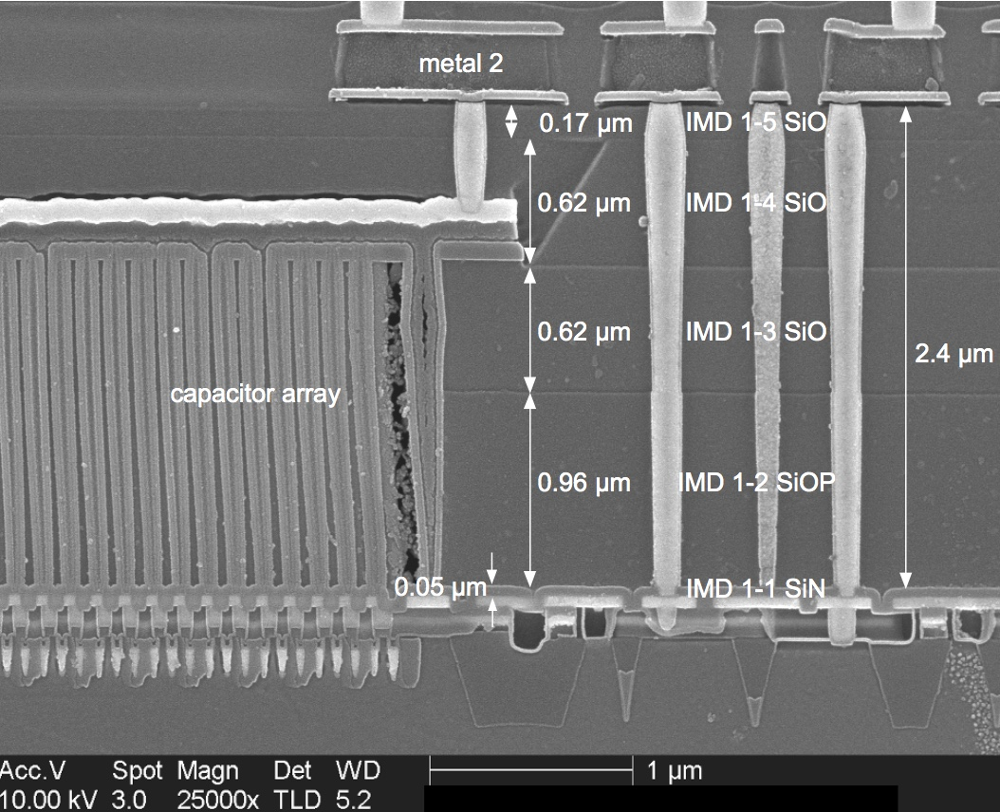 metal 2
0.17 µm
IMD 1-5 SiO
0.62 µm
IMD 1-4 SiO
0.62 µm
IMD 1-3 SiO
2.4 µm
capacitor array
0.96 µm
IMD 1-2 SiOP
0.05 µm
IMD 1-1 SiN
Acc.V Spot Magn Det WD
10.00 kV 3.0 25000x TLD 5.2
1 µm